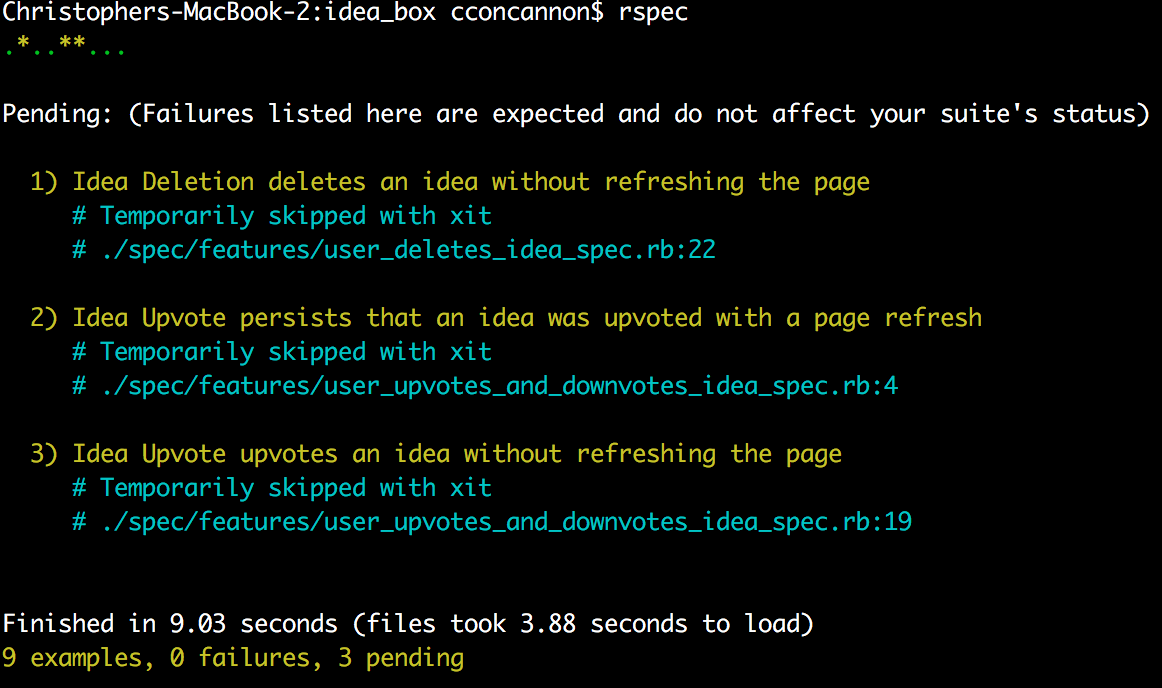 Christophers-MacBook-2:idea_box cconcannon$ rspec
.*..**...
Pending: (Failures listed here are expected and do not affect your suite's status)
1) Idea Deletion deletes an idea without refreshing the page
# Temporarily skipped with xit
# ./spec/features/user_deletes_idea_spec.rb:22
2) Idea Upvote persists that an idea was upvoted with a page refresh
# Temporarily skipped with xit
# ./spec/features/user_upvotes_and_downvotes_idea_spec.rb:4
3) Idea Upvote upvotes an idea without refreshing the page
# Temporarily skipped with xit
# ./spec/features/user_upvotes_and_downvotes_idea_spec.rb:19
Finished in 9.03 seconds (files took 3.88 seconds to load)
9 examples, 0 failures, 3 pending